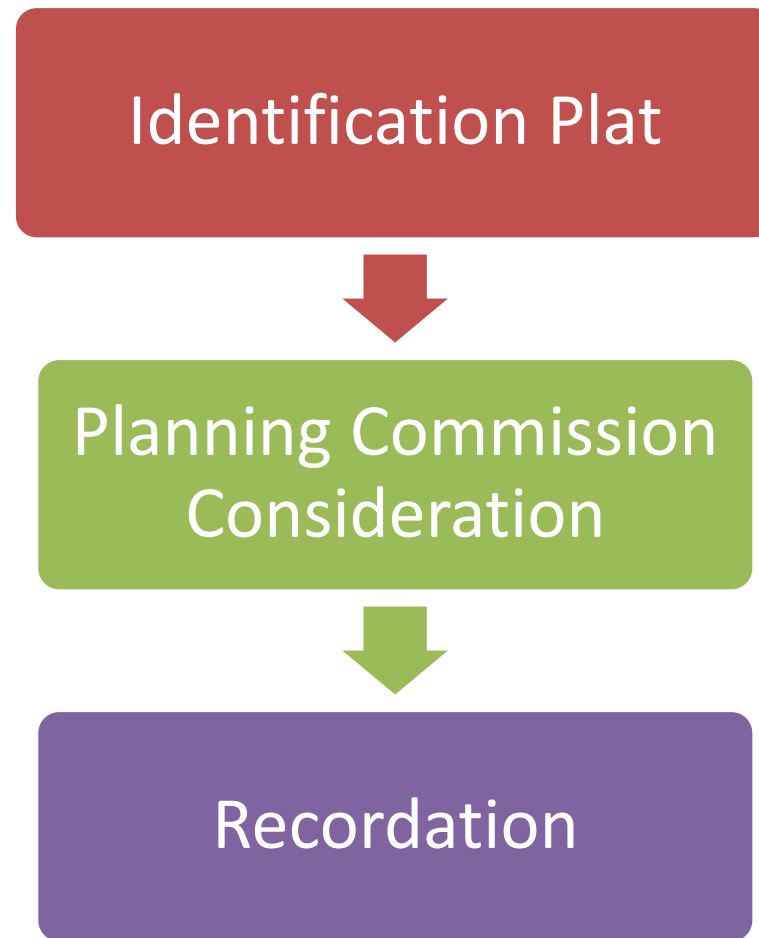 Identification Plat
Planning Commission
Consideration
Recordation